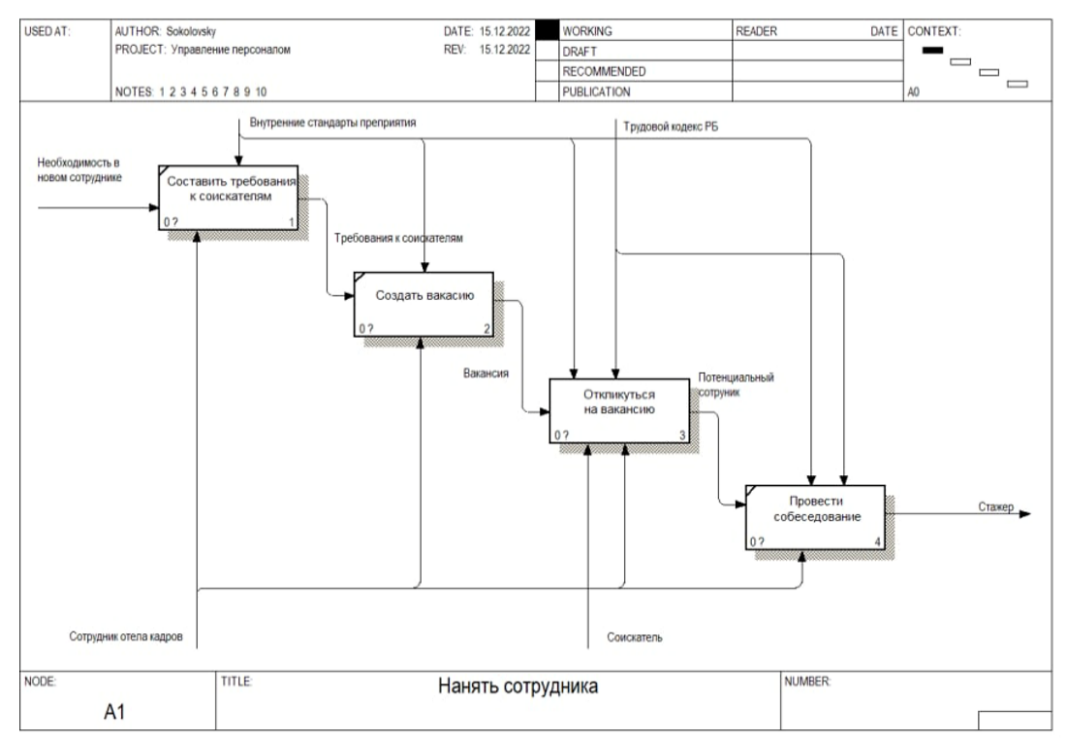 USED AT:
AUTHOR: Sokolovsky
DATE: 15.12.2022
WORKING
READER
DATE
CONTEXT:
PROJECT: Управление персоналом
REV: 15.12.2022
DRAFT
RECOMMENDED
NOTES: 1 2 3 4 5 6 7 8 9 10
PUBLICATION
A0
Внутренние стандарты преприятия
Трудовой кодекс РБ
Необходимость в
новом сотруднике
Составить требования
к соискателям
0 ?
1
Требования к соискателям
Создать вакасию
0 ?
2
Вакансия
Потенциальный
сотруник
Откликуться
на вакансию
0 ?
3
Провести
собеседование
0 ?
4
Стажер
Сотрудник отела кадров
Соискатель
NODE:
TITLE:
NUMBER:
Нанять сотрудника
A1